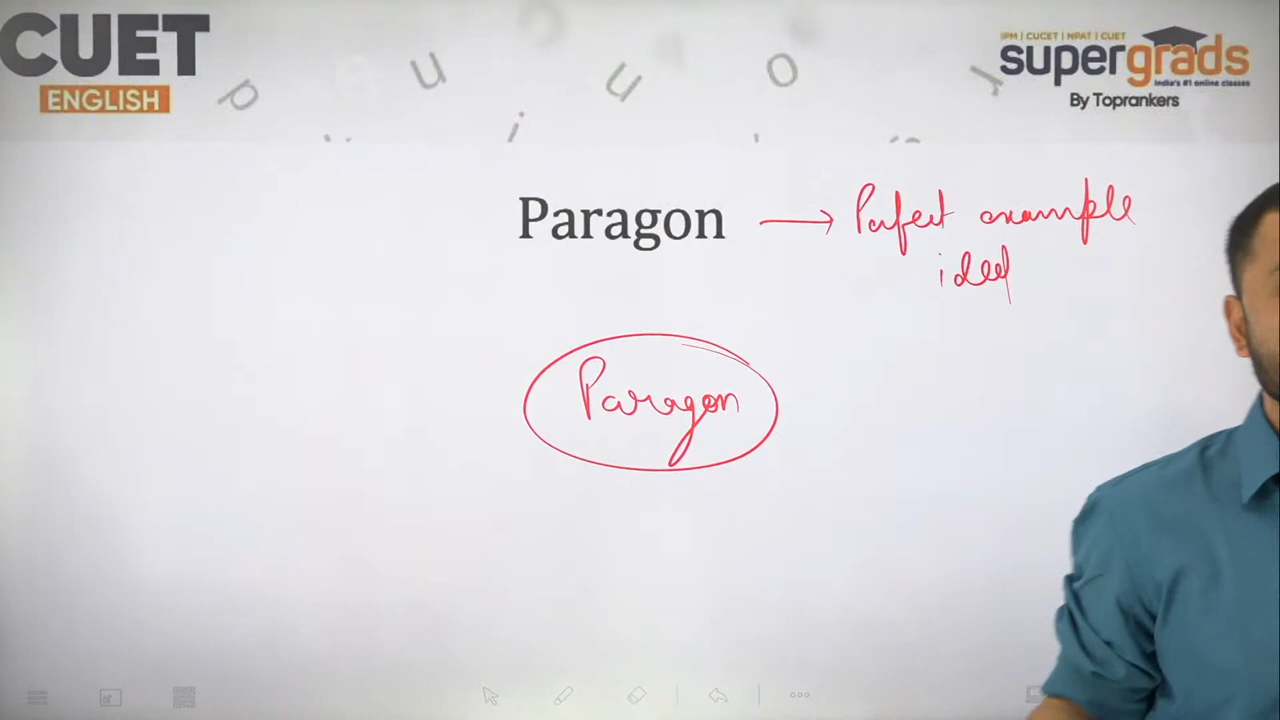 CUET
ENGLISH
p u u o r
i
IPM | CUCET | NPAT | CUET
supergrads
India's #1 online classes
By Toprankers
Paragon → Perfect example
ideal
Paragon